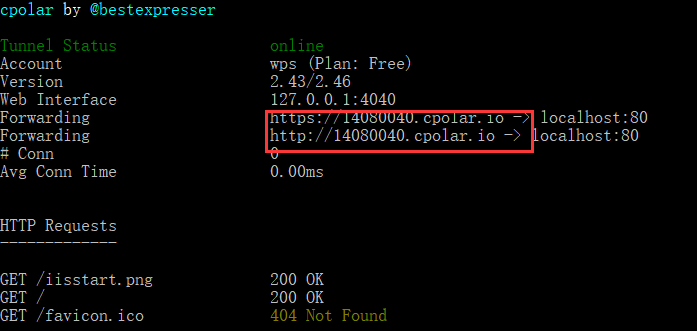 cpolar by @bestexpresser
Tunnel Status online
Account wps (Plan: Free)
Version 2.43/2.46
Web Interface 127.0.0.1:4040
Forwarding https://14080040.cpolar.io -> localhost:80
Forwarding http://14080040.cpolar.io -> localhost:80
# Conn 0
Avg Conn Time 0.00ms
HTTP Requests
-------------
GET /iisstart.png 200 OK
GET / 200 OK
GET /favicon.ico 404 Not Found